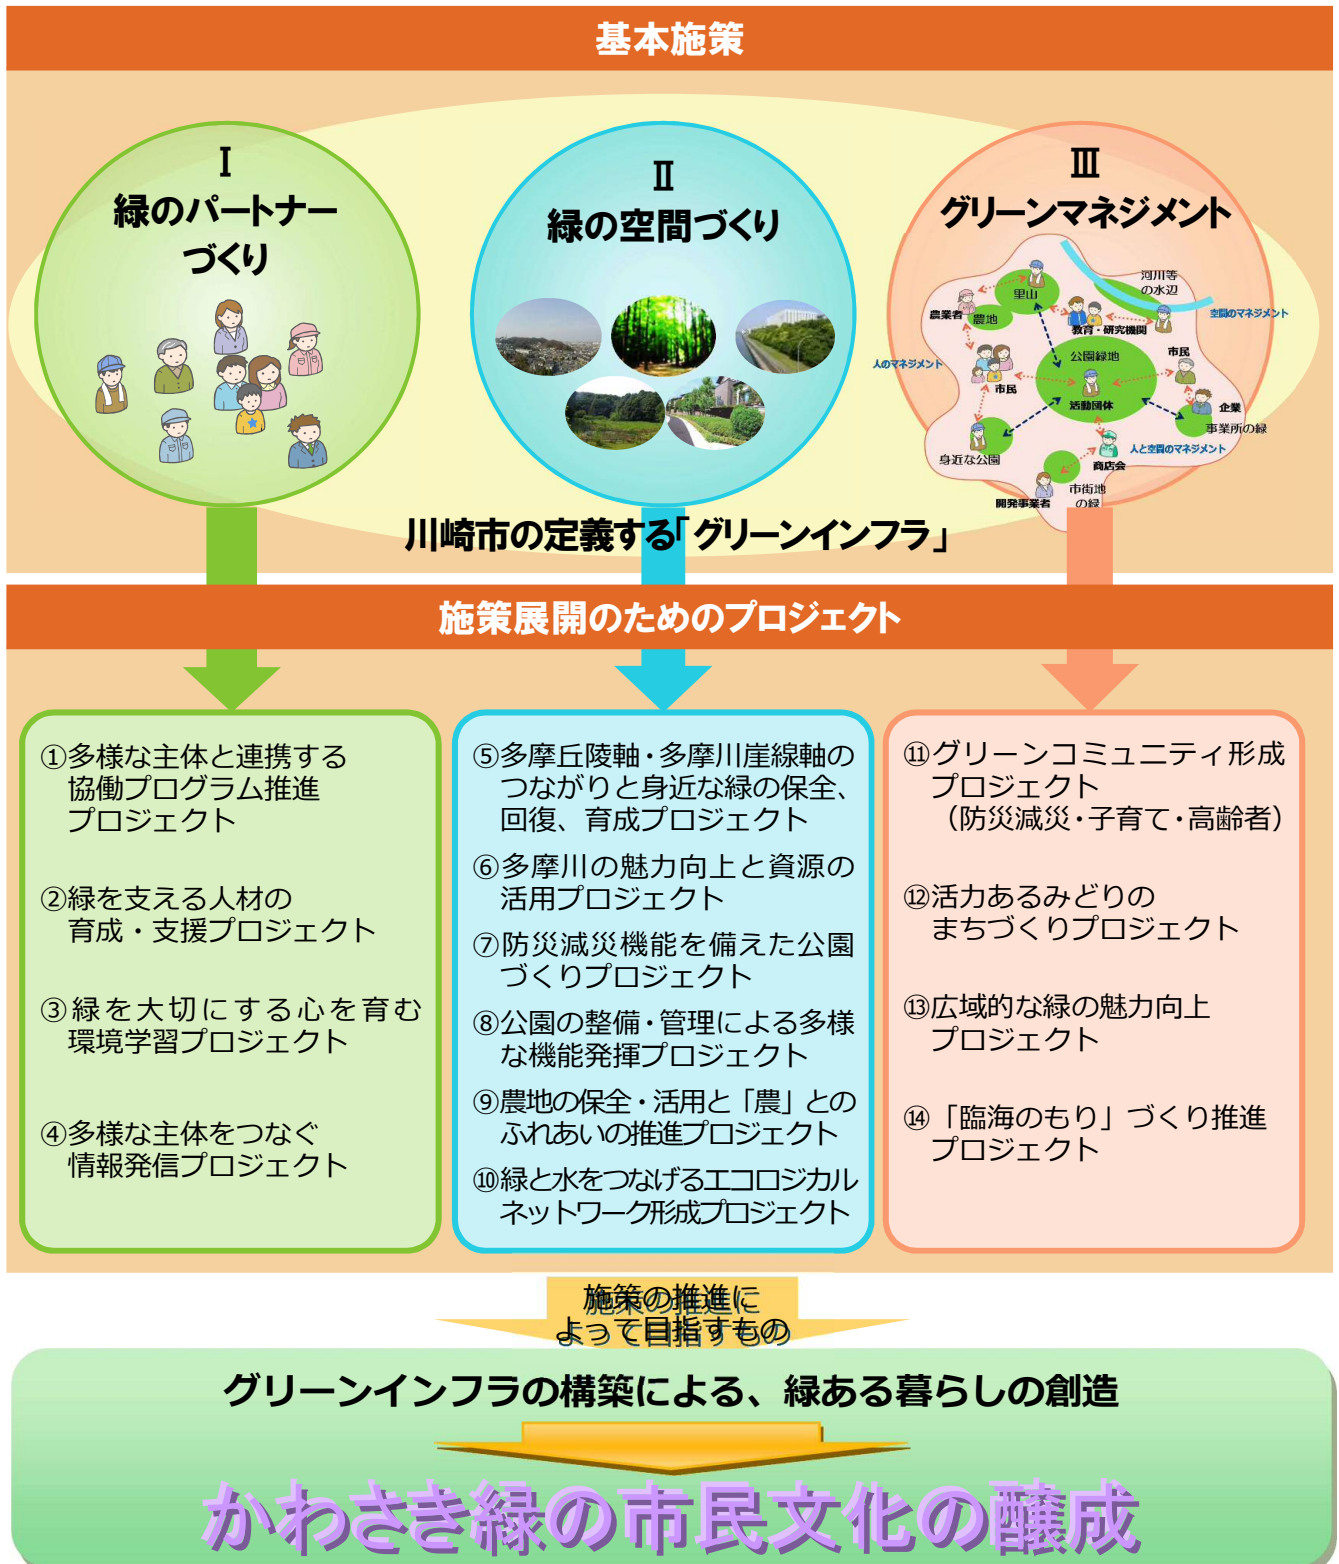 基本施策
Ⅰ
緑のパートナー
づくり
Ⅱ
緑の空間づくり
Ⅲ
グリーンマネジメント
河川等
の水辺
里山
農業者
農地
教育・研究機関
空間のマネジメント
人のマネジメント
公園緑地
市民
市民
活動団体
企業
事業所の緑
身近な公園
人と空間のマネジメント
商店会
市街地
の緑
開発事業者
川崎市の定義する「グリーンインフラ」
施策展開のためのプロジェクト
①多様な主体と連携する
協働プログラム推進
プロジェクト
②緑を支える人材の
育成・支援プロジェクト
③緑を大切にする心を育む
環境学習プロジェクト
④多様な主体をつなぐ
情報発信プロジェクト
⑤多摩丘陵軸・多摩川崖線軸の
つながりと身近な緑の保全、
回復、育成プロジェクト
⑥多摩川の魅力向上と資源の
活用プロジェクト
⑦防災減災機能を備えた公園
づくりプロジェクト
⑧公園の整備・管理による多様
な機能発揮プロジェクト
⑨農地の保全・活用と「農」との
ふれあいの推進プロジェクト
⑩緑と水をつなげるエコロジカル
ネットワーク形成プロジェクト
⑪グリーンコミュニティ形成
プロジェクト
（防災減災・子育て・高齢者）
⑫活力あるみどりの
まちづくりプロジェクト
⑬広域的な緑の魅力向上
プロジェクト
⑭「臨海のもり」づくり推進
プロジェクト
施策の推進に
よって目指すもの
グリーンインフラの構築による、緑ある暮らしの創造
かわさき緑の市民文化の醸成